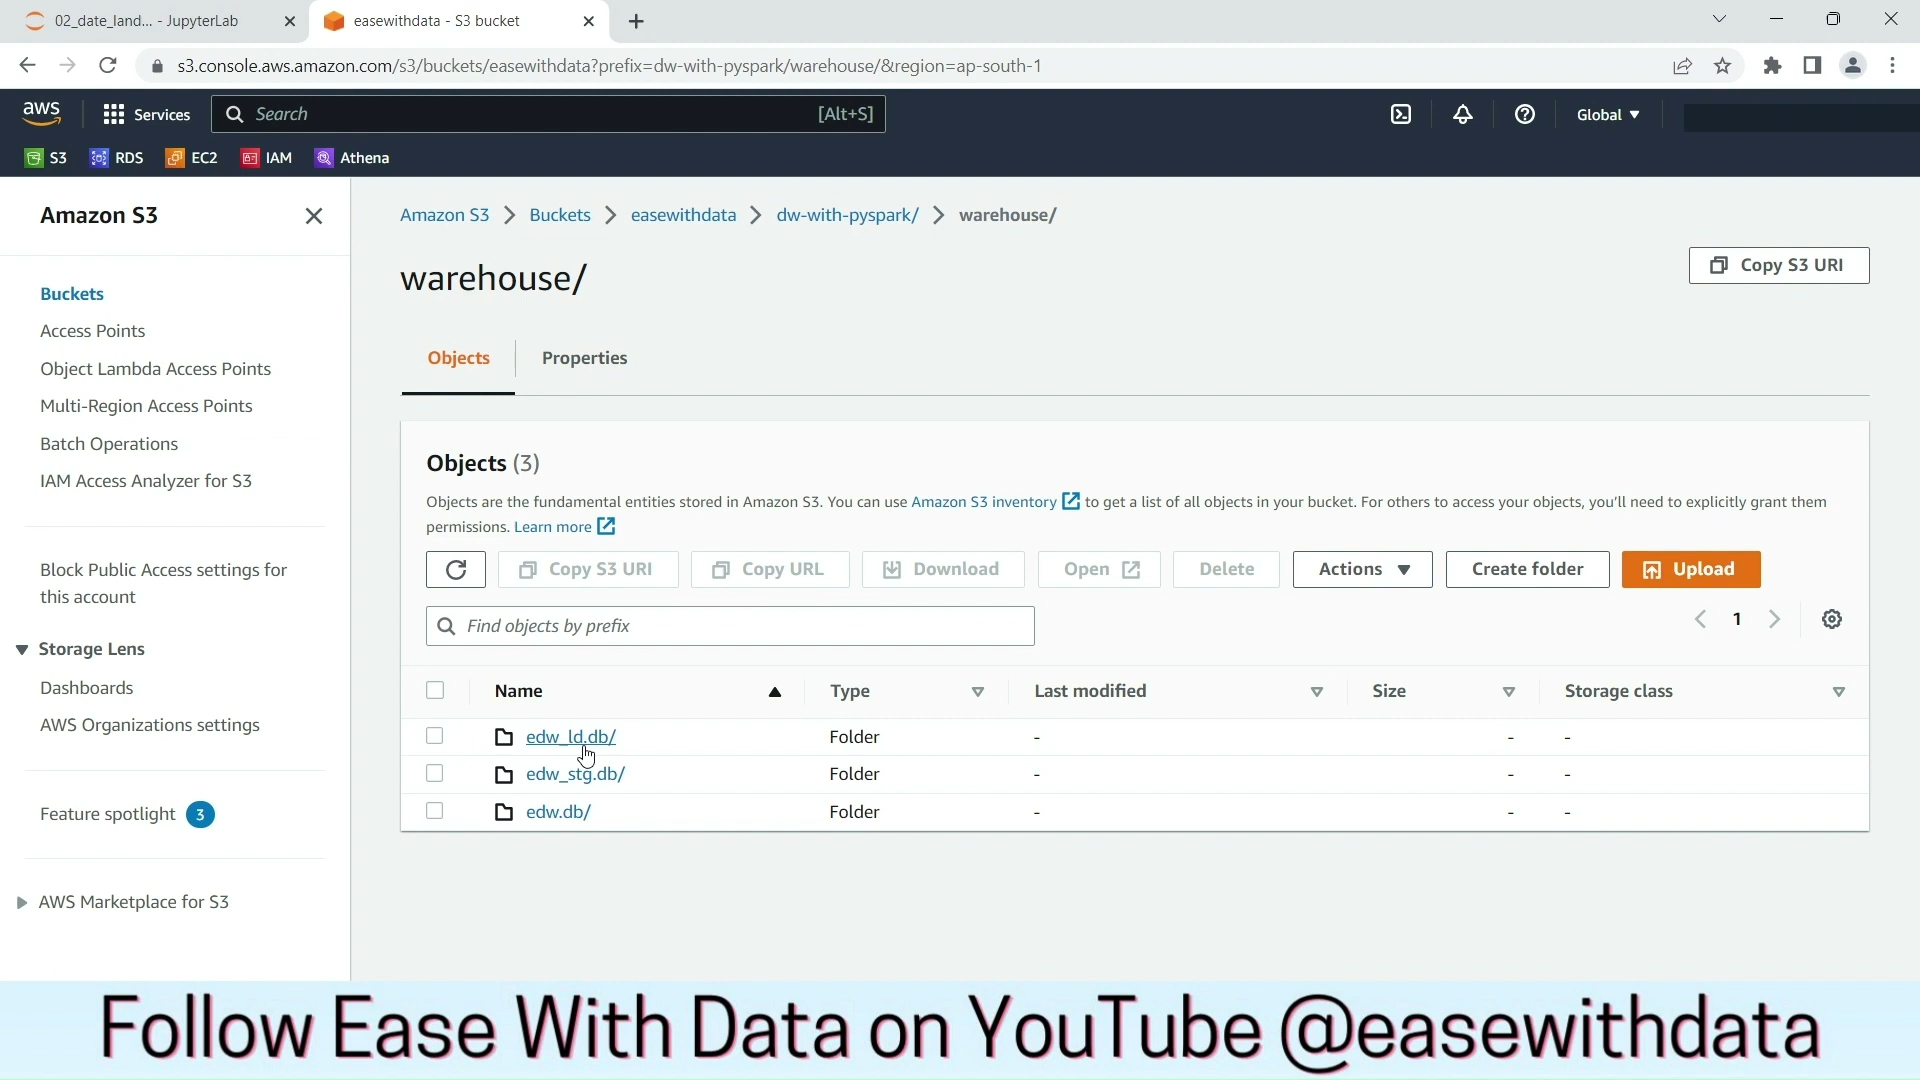 02_date_land... - JupyterLab
easewithdata - S3 bucket
s3.console.aws.amazon.com/s3/buckets/easewithdata?prefix=dw-with-pyspark/warehouse/&region=ap-south-1
aws
Services
Search
[Alt+S]
Global
S3
RDS
EC2
IAM
Athena
Amazon S3
Buckets
Access Points
Object Lambda Access Points
Multi-Region Access Points
Batch Operations
IAM Access Analyzer for S3
Block Public Access settings for
this account
Storage Lens
Dashboards
AWS Organizations settings
Feature spotlight 3
AWS Marketplace for S3
Amazon S3 > Buckets > easewithdata > dw-with-pyspark/ > warehouse/
warehouse/
Copy S3 URI
Objects
Properties
Objects (3)
Objects are the fundamental entities stored in Amazon S3. You can use Amazon S3 inventory to get a list of all objects in your bucket. For others to access your objects, you'll need to explicitly grant them
permissions. Learn more
Copy S3 URI
Copy URL
Download
Open
Delete
Actions
Create folder
Upload
Find objects by prefix
1
Name Type Last modified Size Storage class
edw_ld.db/ Folder - - -
edw_stg.db/ Folder - - -
edw.db/ Folder - - -
Follow Ease With Data on YouTube @easewithdata